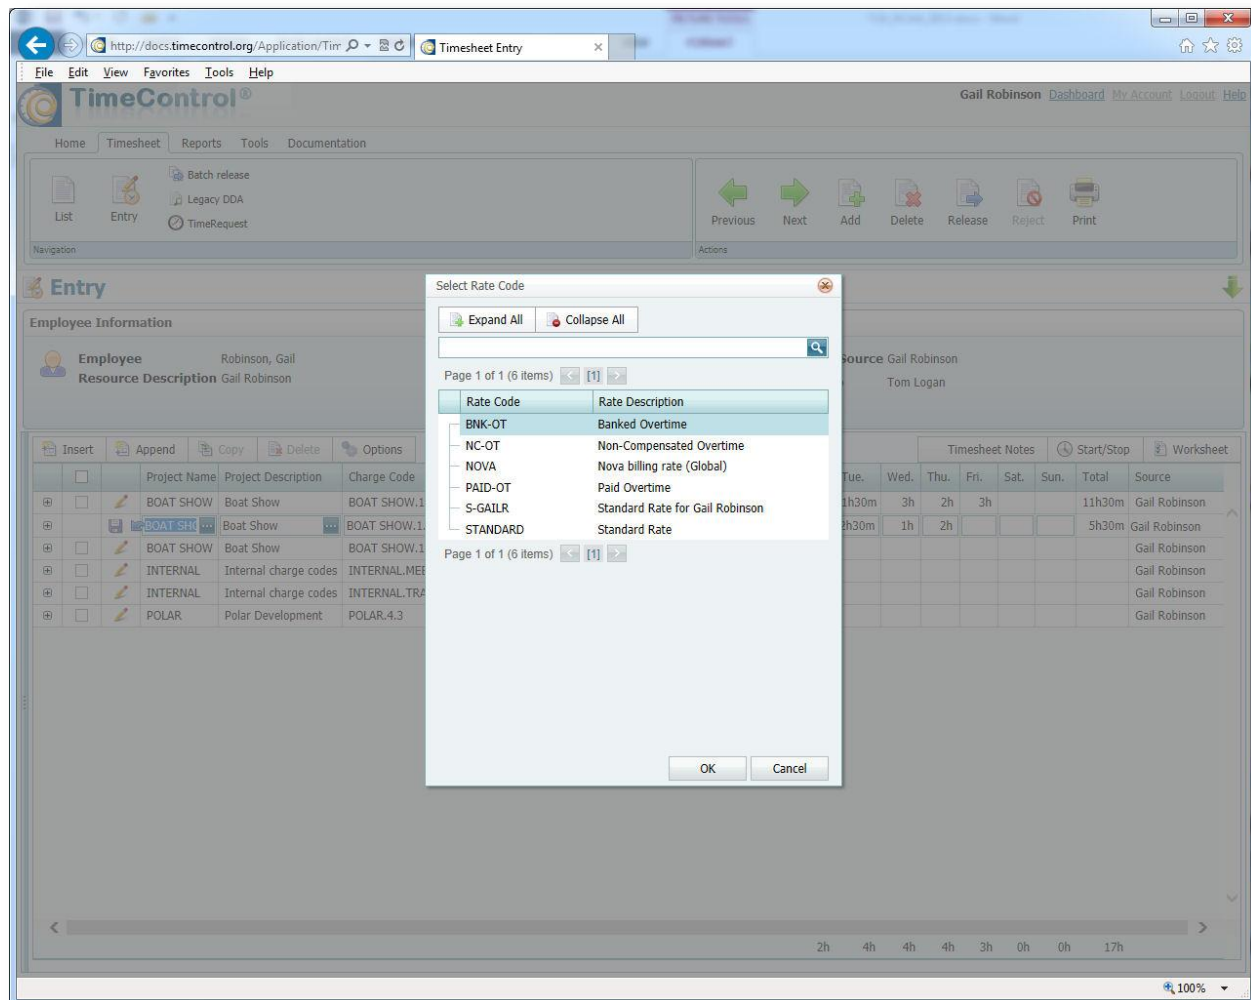 http://docs.timecontrol.org/Application/Tim
Timesheet Entry
File Edit View Favorites Tools Help
TimeControl®
Gail Robinson Dashboard My Account Logout Help
Home Timesheet Reports Tools Documentation
Batch release
Legacy DDA
TimeRequest
List Entry
Previous Next Add Delete Release Reject Print
Navigation
Actions
Entry
Employee Information
Employee Robinson, Gail
Resource Description Gail Robinson
Source Gail Robinson
Tom Logan
Select Rate Code
Expand All Collapse All
Page 1 of 1 (6 items) [1]
Rate Code Rate Description
BNK-OT Banked Overtime
NC-OT Non-Compensated Overtime
NOVA Nova billing rate (Global)
PAID-OT Paid Overtime
S-GAILR Standard Rate for Gail Robinson
STANDARD Standard Rate
Page 1 of 1 (6 items) [1]
OK Cancel
Insert Append Copy Delete Options Timesheet Notes Start/Stop Worksheet
Project Name Project Description Charge Code Tue. Wed. Thu. Fri. Sat. Sun. Total Source
BOAT SHOW Boat Show BOAT SHOW.1 1h30m 3h 2h 3h 11h30m Gail Robinson
BOAT SHO ... Boat Show ... BOAT SHOW.1. 2h30m 1h 2h 5h30m Gail Robinson
BOAT SHOW Boat Show BOAT SHOW.1 Gail Robinson
INTERNAL Internal charge codes INTERNAL.MEE Gail Robinson
INTERNAL Internal charge codes INTERNAL.TRA Gail Robinson
POLAR Polar Development POLAR.4.3 Gail Robinson
2h 4h 4h 4h 3h 0h 0h 17h
100%